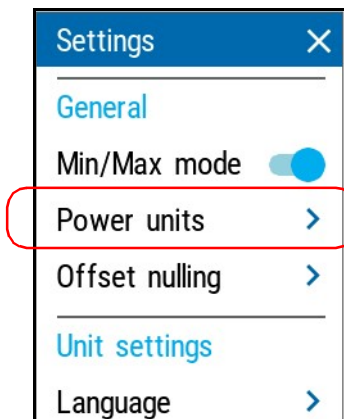 Settings
General
Min/Max mode
Power units
Offset nulling
Unit settings
Language